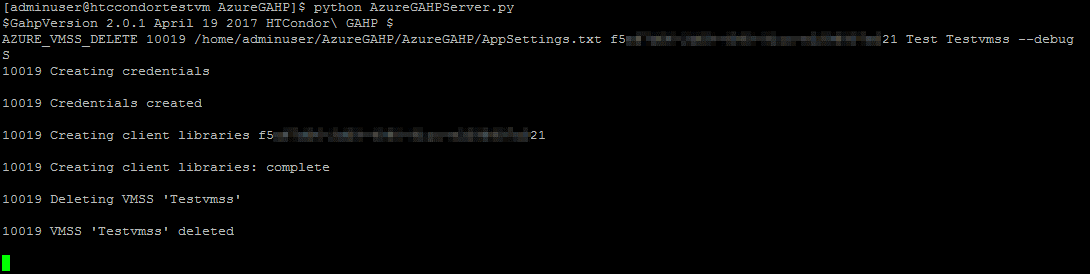 [adminuser@htccondortestvm AzureGAHP]$ python AzureGAHPServer.py
$GahpVersion 2.0.1 April 19 2017 HTCondor\ GAHP $
AZURE_VMSS_DELETE 10019 /home/adminuser/AzureGAHP/AzureGAHP/AppSettings.txt f5 21 Test Testvmss --debug
S
10019 Creating credentials
10019 Credentials created
10019 Creating client libraries f5 21
10019 Creating client libraries: complete
10019 Deleting VMSS 'Testvmss'
10019 VMSS 'Testvmss' deleted